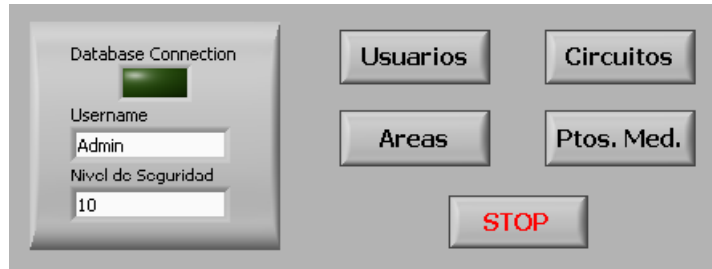 Database Connection
Username
Admin
Nivel de Seguridad
10
Usuarios
Circuitos
Areas
Ptos. Med.
STOP